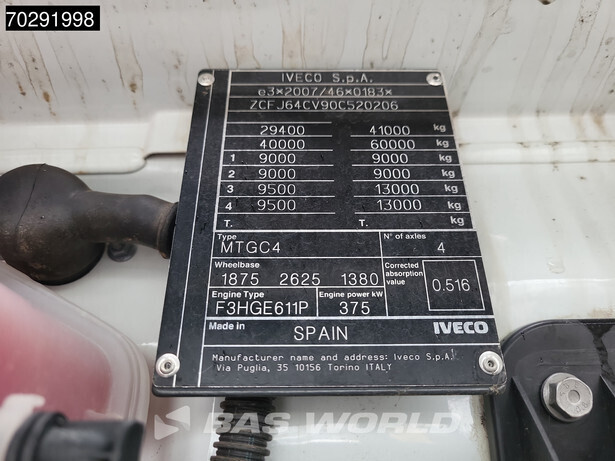 70291998
IVECO S.p.A.
e3*2007/46*0183*
ZCFJ64CV90C520206
29400 41000 kg
40000 60000 kg
1 9000 9000 kg
2 9000 9000 kg
3 9500 13000 kg
4 9500 13000 kg
T. T. kg
Type N° of axles
MTGC4 4
Wheelbase Corrected absorption value
1875 2625 1380 0.516
Engine Type Engine power kW
F3HGE611P 375
Made in SPAIN IVECO
Manufacturer name and address: Iveco S.p.A.
Via Puglia, 35 10156 Torino ITALY
BAS WORLD